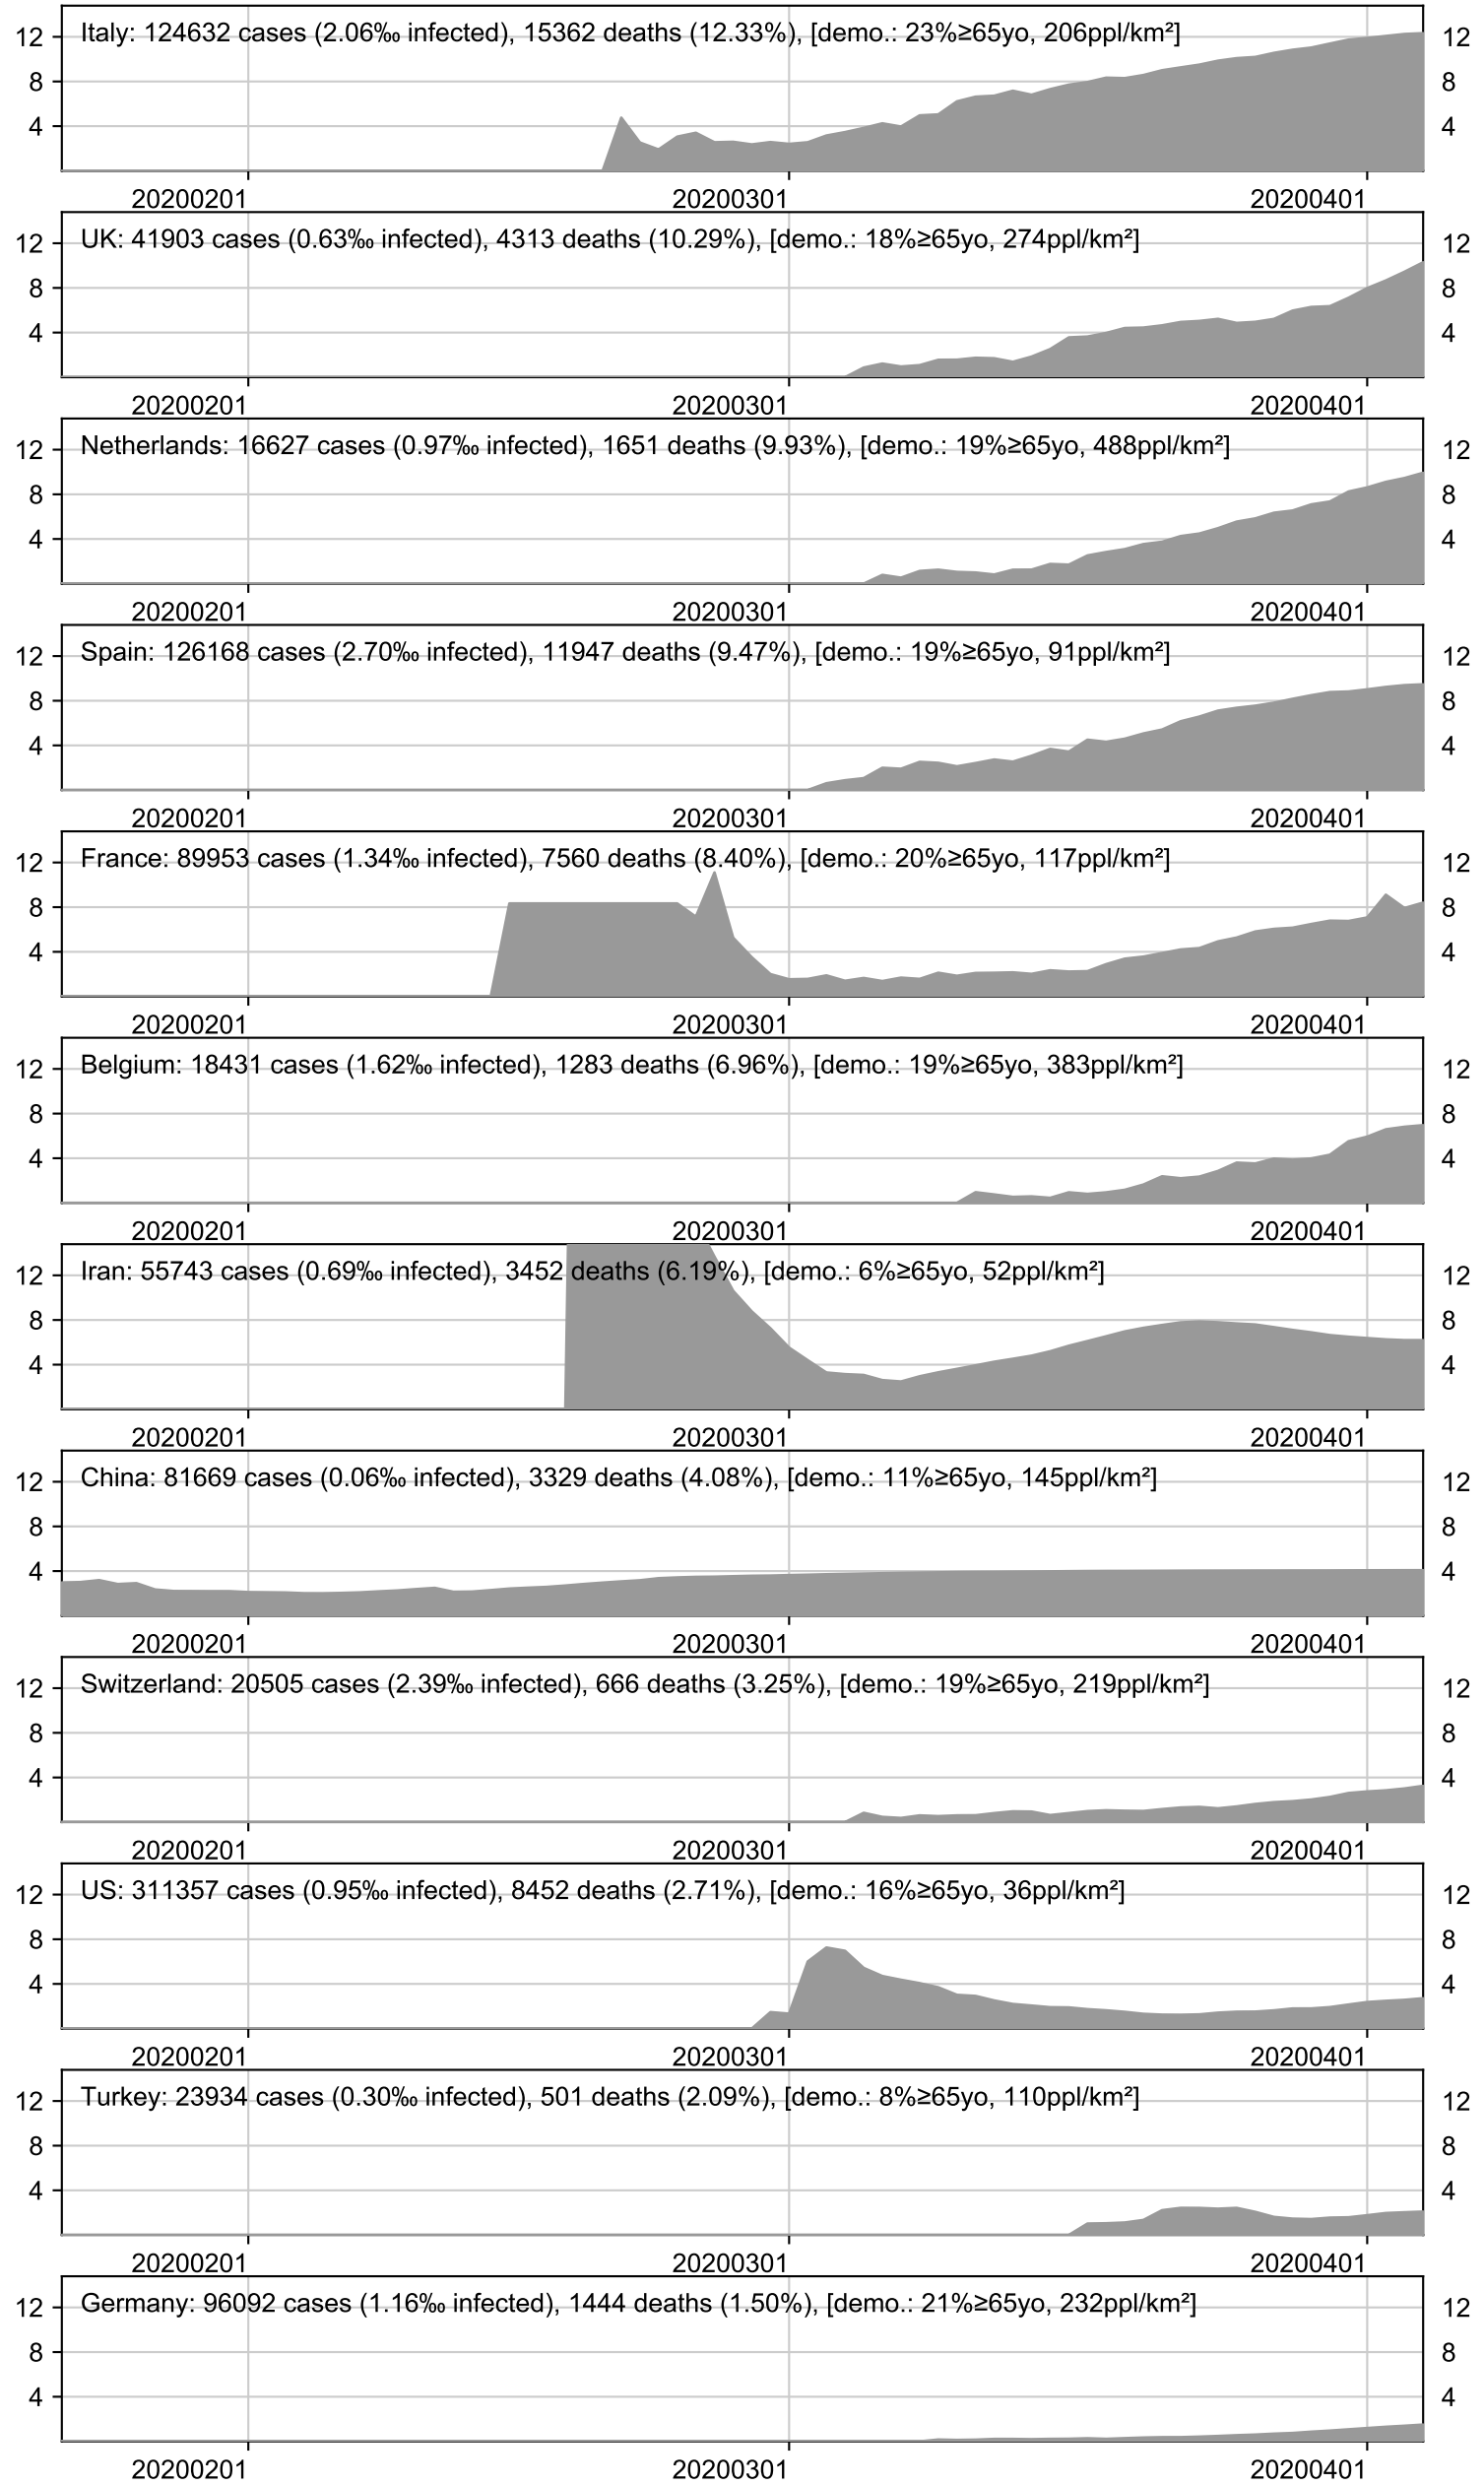 Italy: 124632 cases (2.06‰ infected), 15362 deaths (12.33%), [demo.: 23%≥65yo, 206ppl/km²]
12 12
8 8
4 4
20200201 20200301 20200401
UK: 41903 cases (0.63‰ infected), 4313 deaths (10.29%), [demo.: 18%≥65yo, 274ppl/km²]
12 12
8 8
4 4
20200201 20200301 20200401
Netherlands: 16627 cases (0.97‰ infected), 1651 deaths (9.93%), [demo.: 19%≥65yo, 488ppl/km²]
12 12
8 8
4 4
20200201 20200301 20200401
Spain: 126168 cases (2.70‰ infected), 11947 deaths (9.47%), [demo.: 19%≥65yo, 91ppl/km²]
12 12
8 8
4 4
20200201 20200301 20200401
France: 89953 cases (1.34‰ infected), 7560 deaths (8.40%), [demo.: 20%≥65yo, 117ppl/km²]
12 12
8 8
4 4
20200201 20200301 20200401
Belgium: 18431 cases (1.62‰ infected), 1283 deaths (6.96%), [demo.: 19%≥65yo, 383ppl/km²]
12 12
8 8
4 4
20200201 20200301 20200401
Iran: 55743 cases (0.69‰ infected), 3452 deaths (6.19%), [demo.: 6%≥65yo, 52ppl/km²]
12 12
8 8
4 4
20200201 20200301 20200401
China: 81669 cases (0.06‰ infected), 3329 deaths (4.08%), [demo.: 11%≥65yo, 145ppl/km²]
12 12
8 8
4 4
20200201 20200301 20200401
Switzerland: 20505 cases (2.39‰ infected), 666 deaths (3.25%), [demo.: 19%≥65yo, 219ppl/km²]
12 12
8 8
4 4
20200201 20200301 20200401
US: 311357 cases (0.95‰ infected), 8452 deaths (2.71%), [demo.: 16%≥65yo, 36ppl/km²]
12 12
8 8
4 4
20200201 20200301 20200401
Turkey: 23934 cases (0.30‰ infected), 501 deaths (2.09%), [demo.: 8%≥65yo, 110ppl/km²]
12 12
8 8
4 4
20200201 20200301 20200401
Germany: 96092 cases (1.16‰ infected), 1444 deaths (1.50%), [demo.: 21%≥65yo, 232ppl/km²]
12 12
8 8
4 4
20200201 20200301 20200401